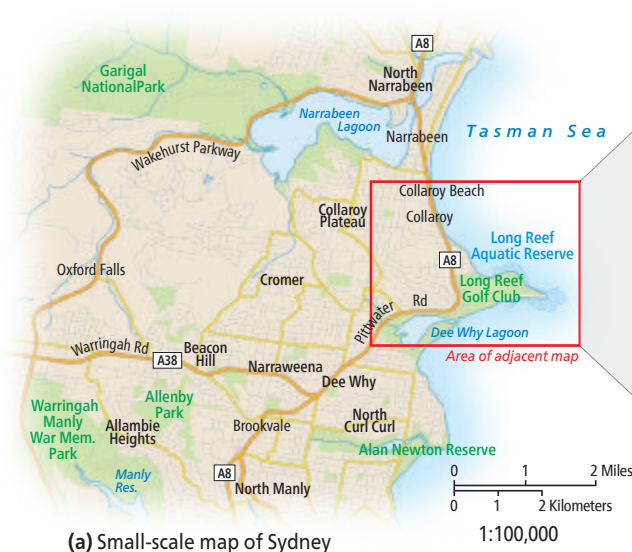 A8
Garigal
NationalPark
North
Narrabeen
Narrabeen
Lagoon
Tasman Sea
Narrabeen
Wakehurst Parkway
Collaroy Beach
Collaroy
Plateau
Collaroy
Long Reef
Aquatic Reserve
Oxford Falls
Cromer
A8
Long Reef
Golf Club
Pittwater Rd
Dee Why Lagoon
Warringah Rd
A38
Beacon
Hill
Area of adjacent map
Narraweena
Dee Why
Warringah
Manly
War Mem.
Park
Allenby
Park
Allambie
Heights
Brookvale
North
Curl Curl
Alan Newton Reserve
Manly
Res.
A8
North Manly
0 1 2 Miles
0 1 2 Kilometers
1:100,000
(a) Small-scale map of Sydney